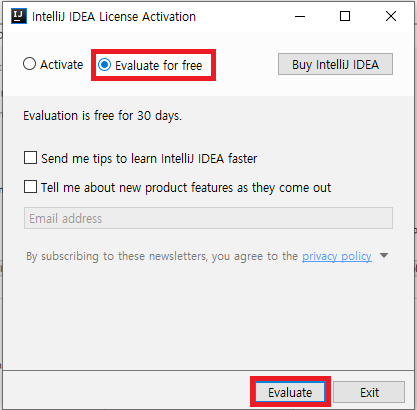 IJ
IntelliJ IDEA License Activation
Activate
Evaluate for free
Buy IntelliJ IDEA
Evaluation is free for 30 days.
Send me tips to learn IntelliJ IDEA faster
Tell me about new product features as they come out
Email address
By subscribing to these newsletters, you agree to the privacy policy
Evaluate
Exit